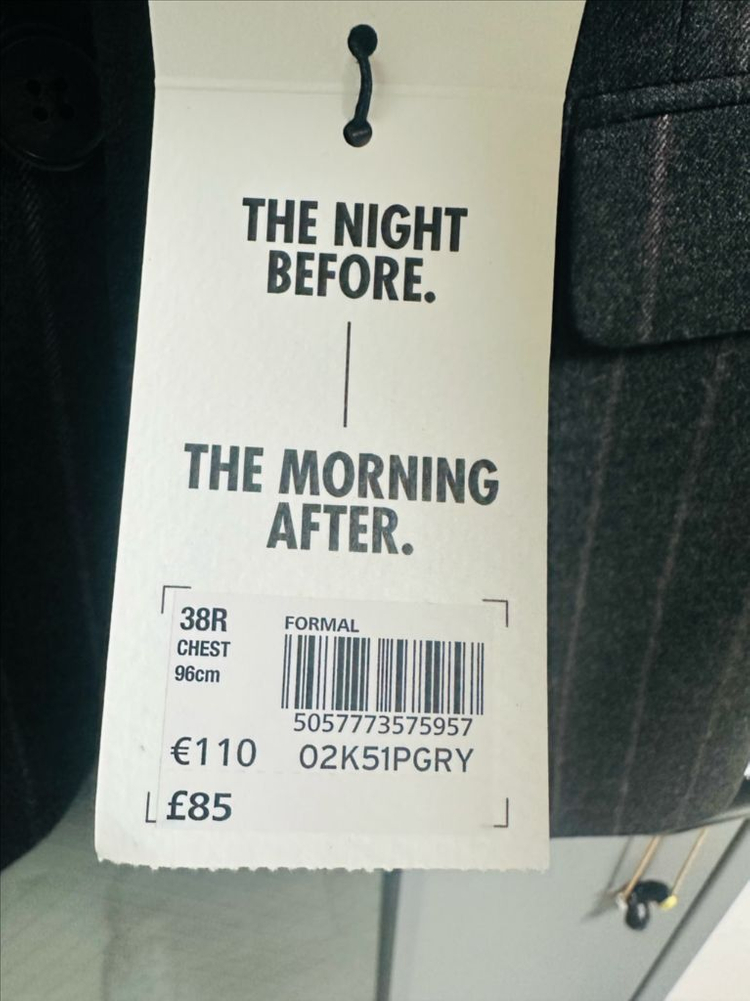 THE NIGHT
BEFORE.
THE MORNING
AFTER.
38R
CHEST
96cm
FORMAL
5057773575957
€110
02K51PGRY
£85